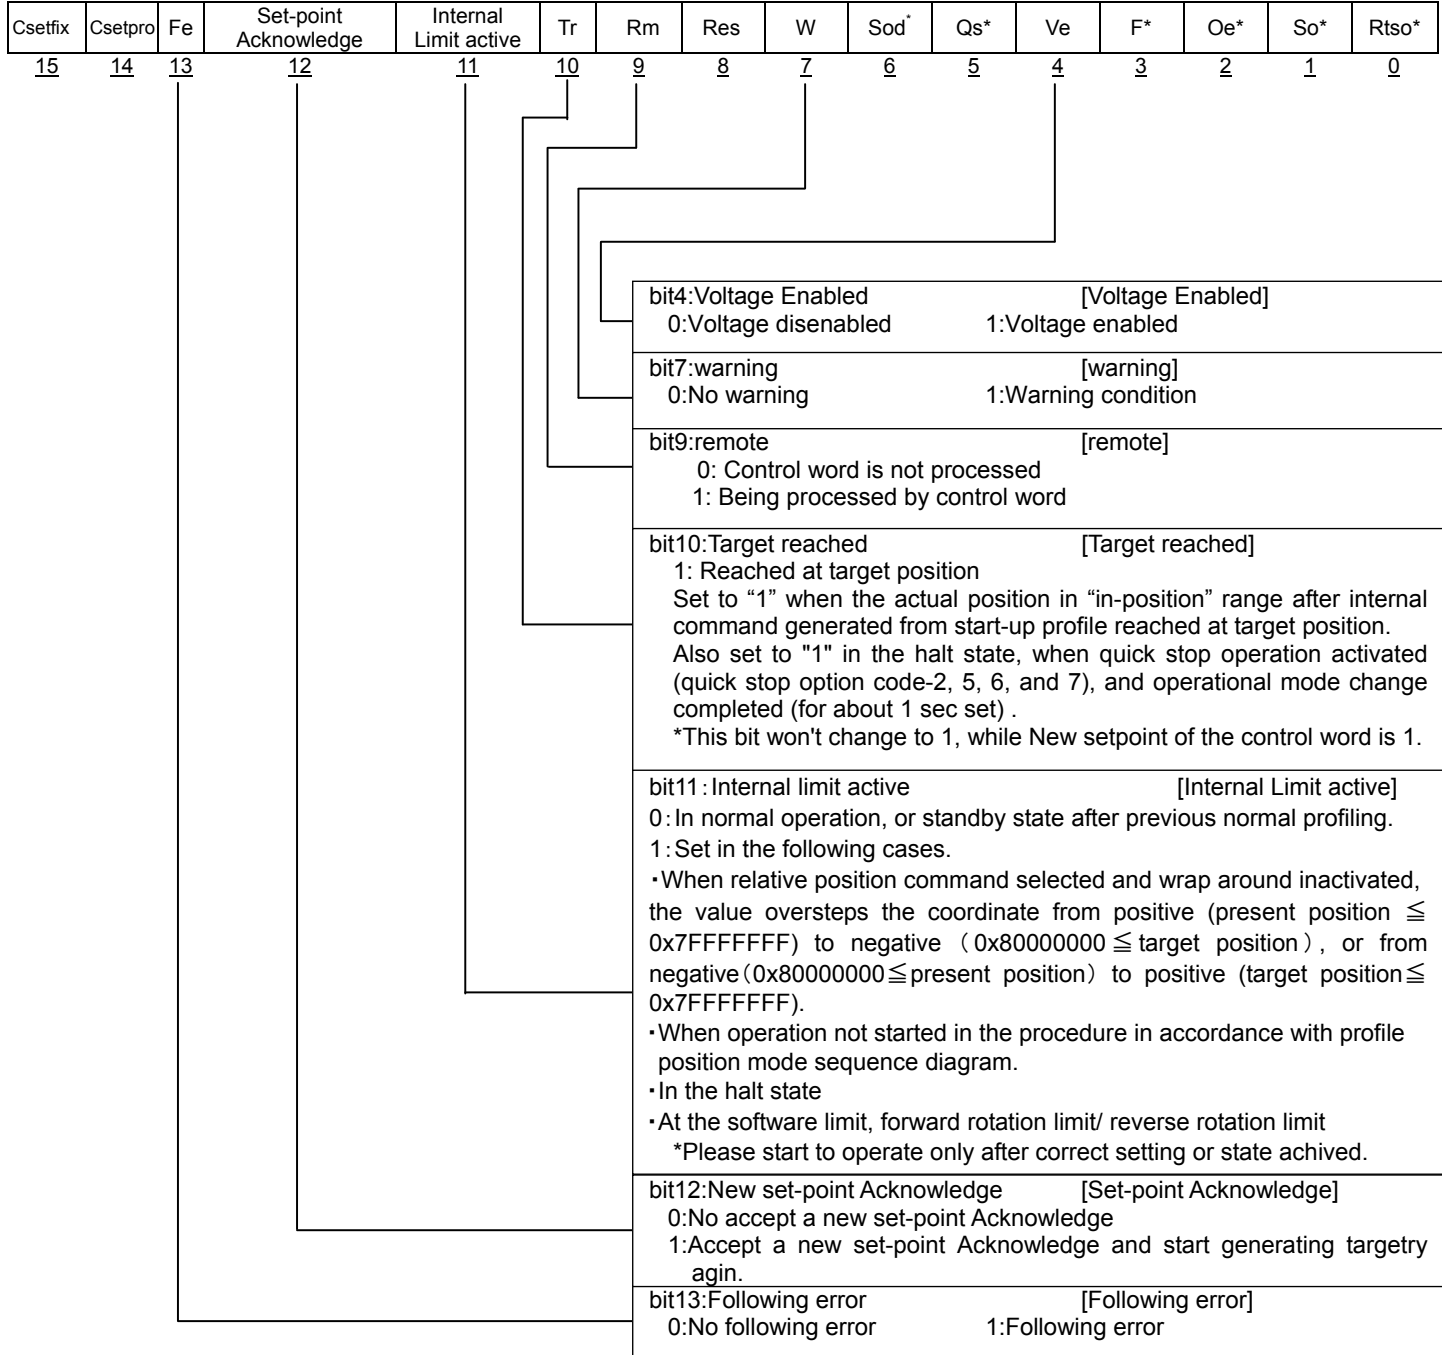 Csetfix Csetpro Fe Set-point Acknowledge Internal Limit active Tr Rm Res W Sod* Qs* Ve F* Oe* So* Rtso*
15 14 13 12 11 10 9 8 7 6 5 4 3 2 1 0
bit4:Voltage Enabled [Voltage Enabled]
0:Voltage disenabled 1:Voltage enabled
bit7:warning [warning]
0:No warning 1:Warning condition
bit9:remote [remote]
0: Control word is not processed
1: Being processed by control word
bit10:Target reached [Target reached]
1: Reached at target position
Set to “1” when the actual position in “in-position” range after internal
command generated from start-up profile reached at target position.
Also set to "1" in the halt state, when quick stop operation activated
(quick stop option code-2, 5, 6, and 7), and operational mode change
completed (for about 1 sec set) .
*This bit won't change to 1, while New setpoint of the control word is 1.
bit11：Internal limit active [Internal Limit active]
0：In normal operation, or standby state after previous normal profiling.
1：Set in the following cases.
・When relative position command selected and wrap around inactivated,
the value oversteps the coordinate from positive (present position ≦
0x7FFFFFFF) to negative （0x80000000≦target position）, or from
negative（0x80000000≦present position）to positive (target position≦
0x7FFFFFFF).
・When operation not started in the procedure in accordance with profile
position mode sequence diagram.
・In the halt state
・At the software limit, forward rotation limit/ reverse rotation limit
*Please start to operate only after correct setting or state achived.
bit12:New set-point Acknowledge [Set-point Acknowledge]
0:No accept a new set-point Acknowledge
1:Accept a new set-point Acknowledge and start generating targetry
agin.
bit13:Following error [Following error]
0:No following error 1:Following error